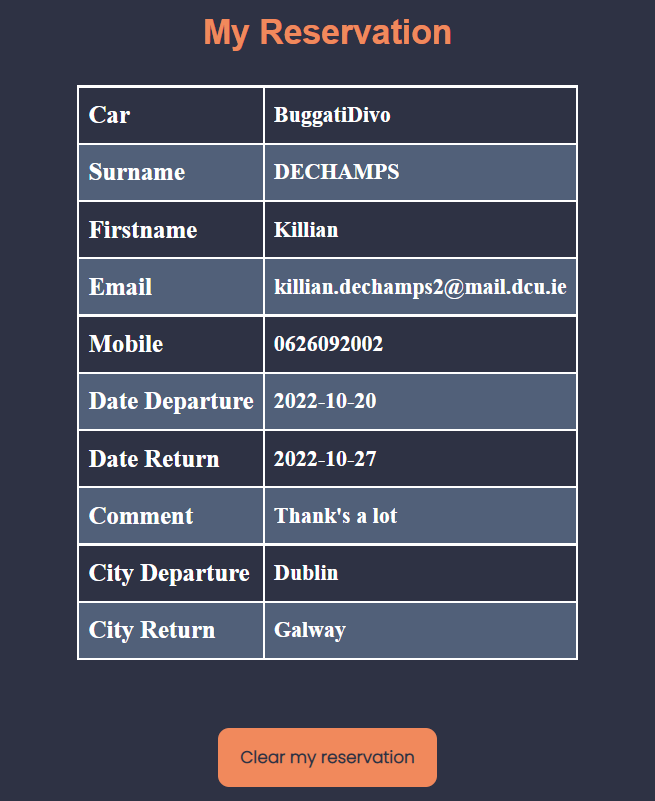 My Reservation
Car BuggatiDivo
Surname DECHAMPS
Firstname Killian
Email killian.dechamps2@mail.dcu.ie
Mobile 0626092002
Date Departure 2022-10-20
Date Return 2022-10-27
Comment Thank's a lot
City Departure Dublin
City Return Galway
Clear my reservation